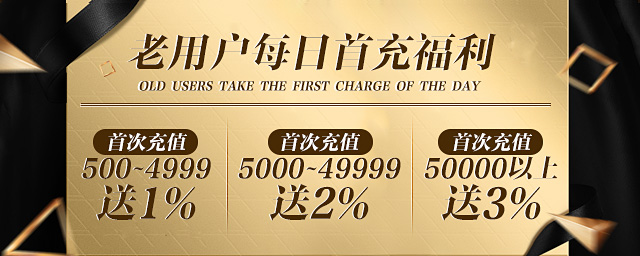 老用户每日首充福利
OLD USERS TAKE THE FIRST CHARGE OF THE DAY
首次充值
500~4999
送1%
首次充值
5000~49999
送2%
首次充值
50000以上
送3%